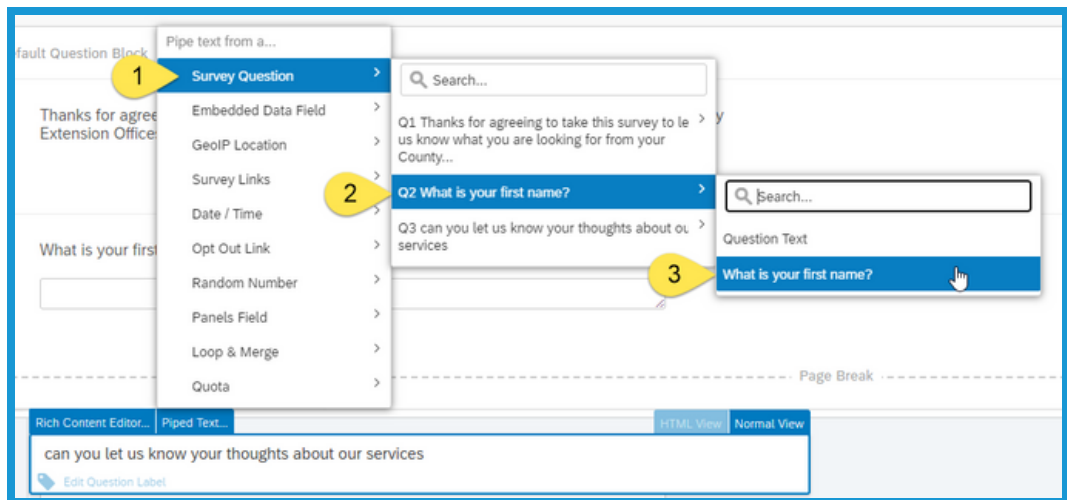 Pipe text from a...
fault Question Block
1
Survey Question
Search...
Embedded Data Field
Thanks for agree
Q1 Thanks for agreeing to take this survey to le
y
Extension Office
us know what you are looking for from your
County...
GeoIP Location
Survey Links
2
Q2 What is your first name?
Search...
Date / Time
Q3 can you let us know your thoughts about ou
services
Question Text
What is your first
Opt Out Link
3
What is your first name?
Random Number
Panels Field
Loop & Merge
Page Break
Quota
Rich Content Editor...
Piped Text...
HTML View
Normal View
can you let us know your thoughts about our services
Edit Question Label